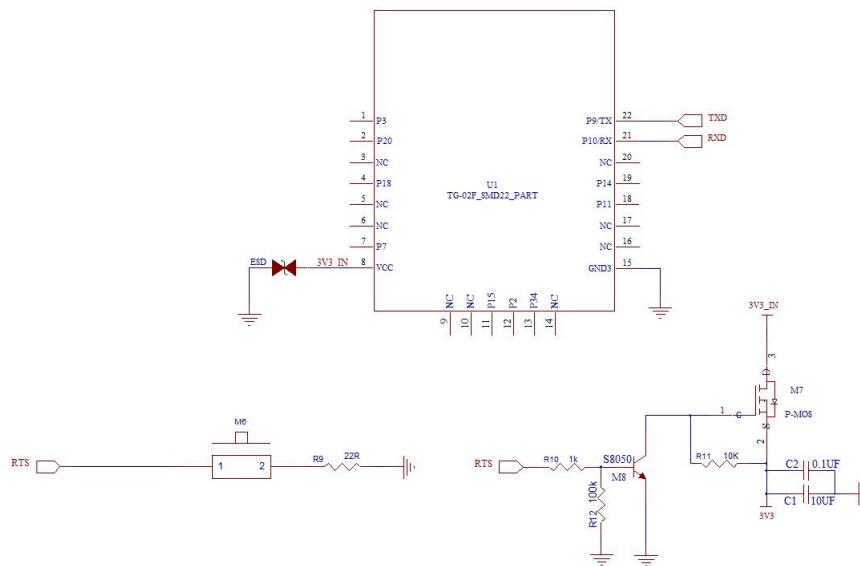 1 P3
2 P20
3 NC
4 P18
5 NC
6 NC
7 P7
8 VCC
ESD
3V3_IN
U1
TG-02F_SMD22_PART
P9/TX 22 TXD
P10/RX 21 RXD
NC 20
P14 19
P11 18
NC 17
NC 16
GND3 15
NC 9
NC 10
P15 11
P2 12
P34 13
NC 14
RTS
M6
1 2
R9 22R
RTS
R10 1k
S8050
M8
R12 100k
R11 10K
3V3_IN
3
D
M7
P-MOS
1 G
S
2
C2 0.1UF
C1 10UF
3V3